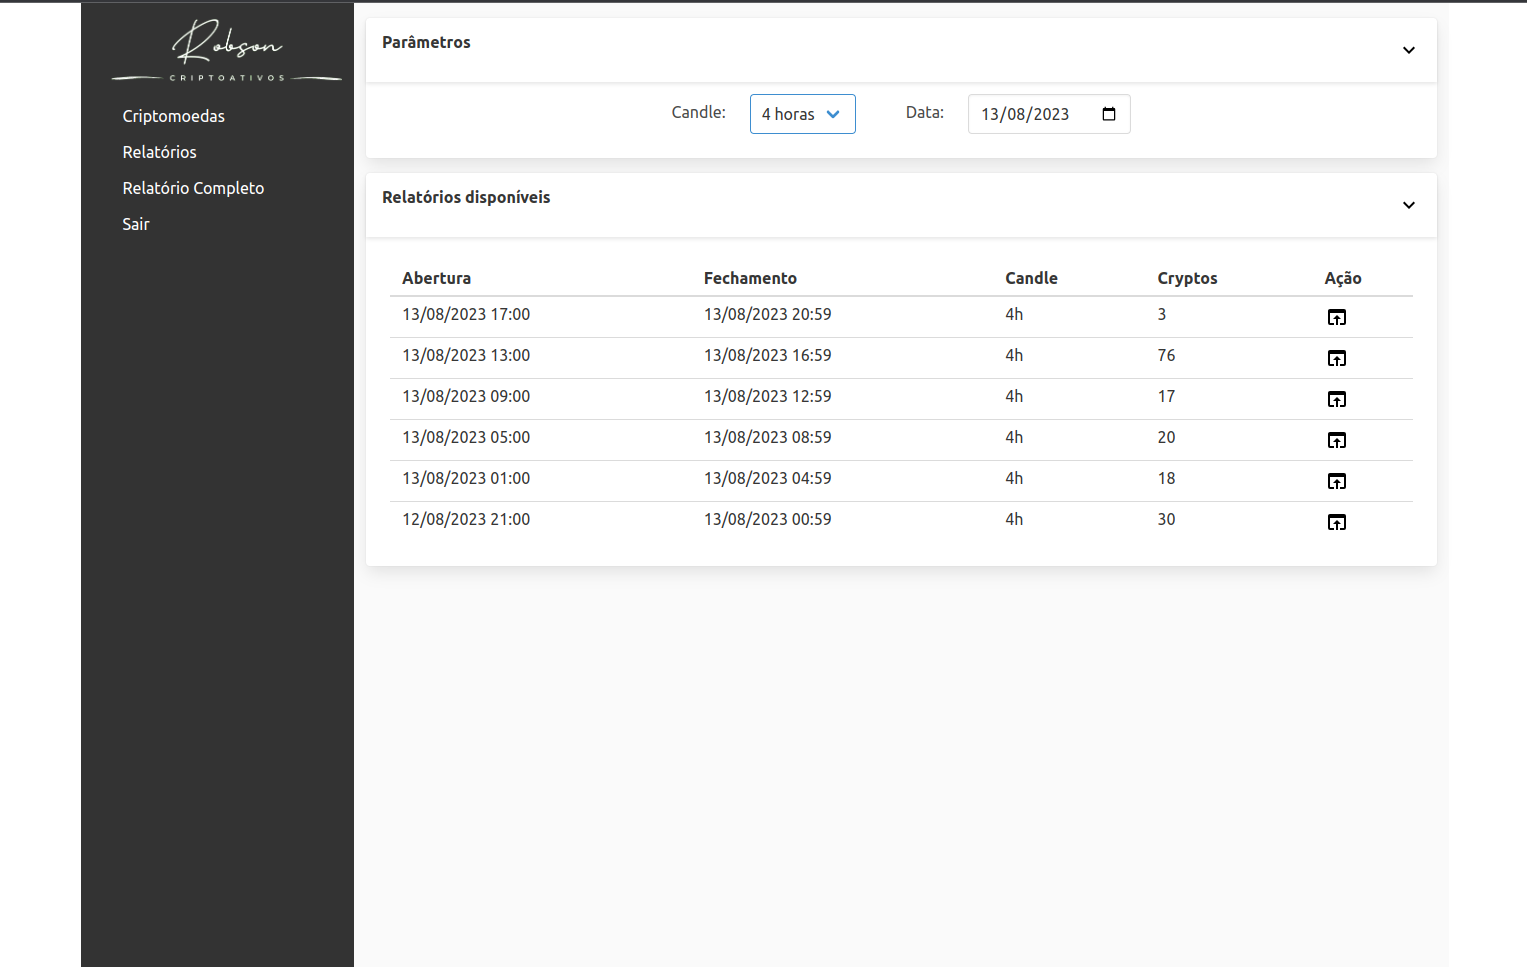 Robson
CRIPTOATIVOS
Criptomoedas
Relatórios
Relatório Completo
Sair
Parâmetros
Candle: 4 horas Data: 13/08/2023
Relatórios disponíveis
Abertura Fechamento Candle Cryptos Ação
13/08/2023 17:00 13/08/2023 20:59 4h 3
13/08/2023 13:00 13/08/2023 16:59 4h 76
13/08/2023 09:00 13/08/2023 12:59 4h 17
13/08/2023 05:00 13/08/2023 08:59 4h 20
13/08/2023 01:00 13/08/2023 04:59 4h 18
12/08/2023 21:00 13/08/2023 00:59 4h 30